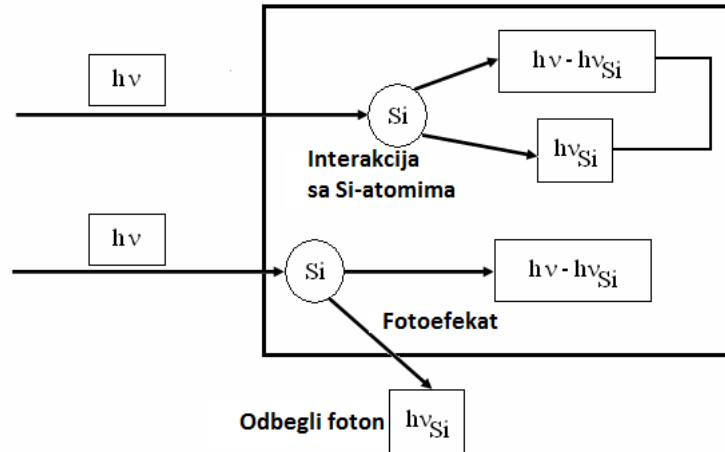 hν
hν - hνSi
Si
hνSi
Interakcija
sa Si-atomima
hν
Si
hν - hνSi
Fotoefekat
Odbegli foton
hνSi